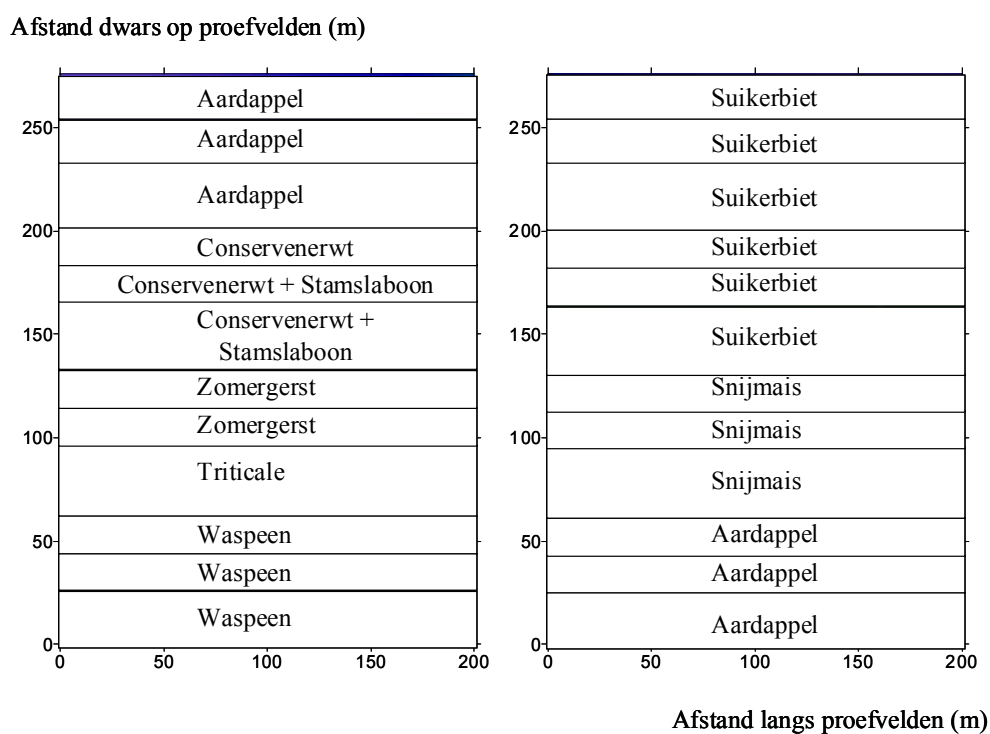 Afstand dwars op proefvelden (m)
Aardappel
250
Aardappel
Aardappel
200
Conservenerwt
Conservenerwt + Stamslaboon
Conservenerwt +
150
Stamslaboon
Zomergerst
Zomergerst
100
Triticale
Waspeen
50
Waspeen
Waspeen
0
0 50 100 150 200
Suikerbiet
250
Suikerbiet
Suikerbiet
200
Suikerbiet
Suikerbiet
150
Suikerbiet
Snijmais
100
Snijmais
Snijmais
50
Aardappel
Aardappel
Aardappel
0
0 50 100 150 200
Afstand langs proefvelden (m)